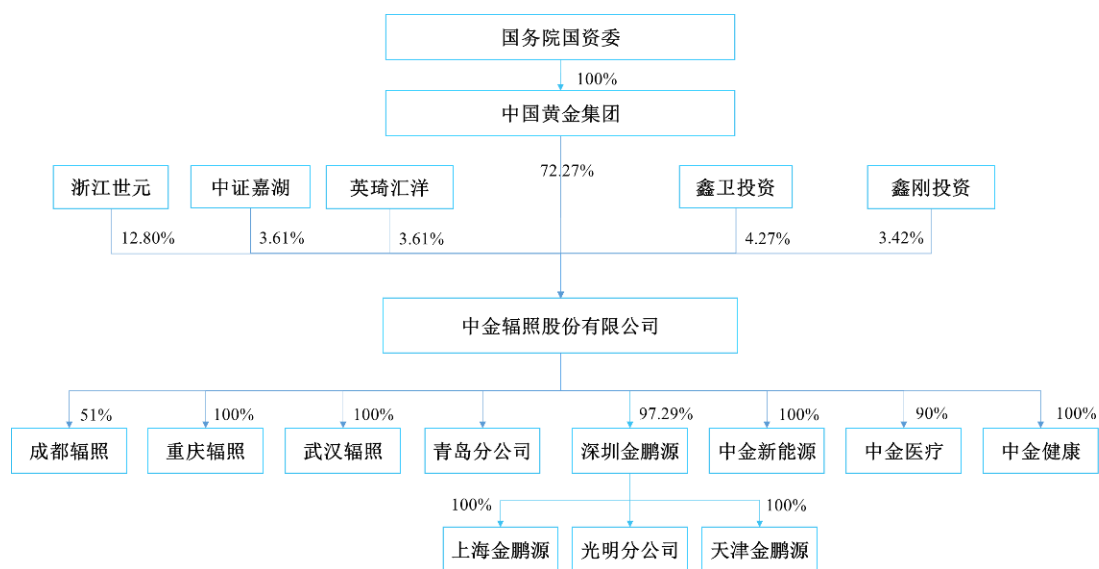 国务院国资委
100%
中国黄金集团
72.27%
浙江世元
中证嘉湖
英琦汇洋
鑫卫投资
鑫刚投资
12.80%
3.61%
3.61%
4.27%
3.42%
中金辐照股份有限公司
51%
100%
100%
97.29%
100%
90%
100%
成都辐照
重庆辐照
武汉辐照
青岛分公司
深圳金鹏源
中金新能源
中金医疗
中金健康
100%
100%
上海金鹏源
光明分公司
天津金鹏源